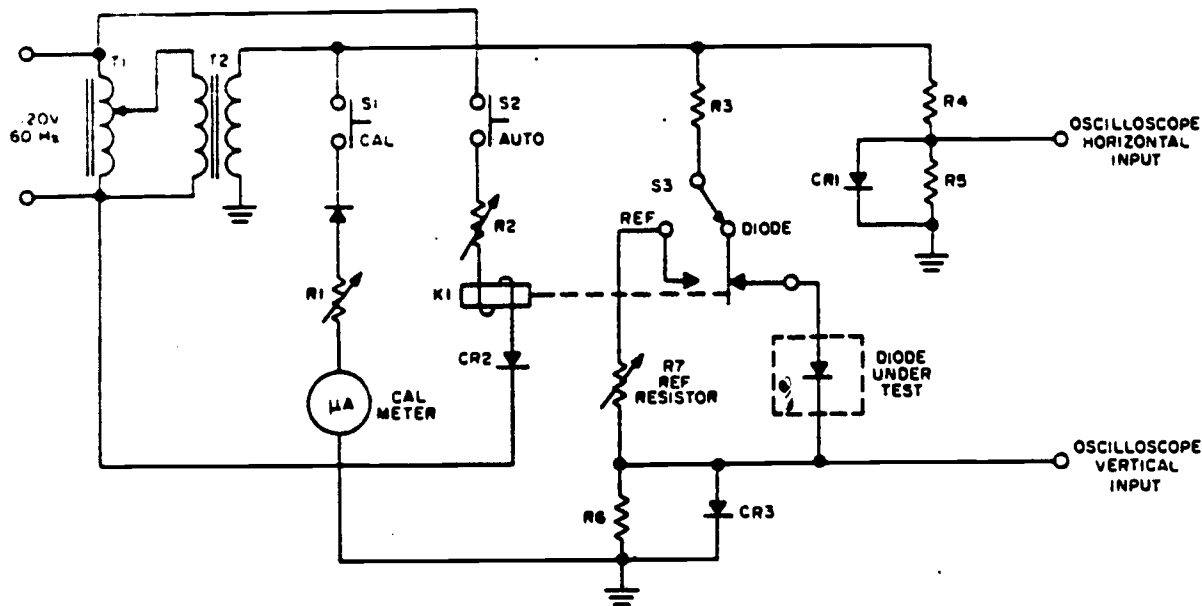 T1
T2
.20V
60 Hz
S1
CAL
S2
AUTO
R3
R4
OSCILLOSCOPE
HORIZONTAL
INPUT
CR1
R5
S3
REF
DIODE
R2
R1
K1
CR2
R7
REF
RESISTOR
DIODE
UNDER
TEST
μA
CAL
METER
OSCILLOSCOPE
VERTICAL
INPUT
R6
CR3